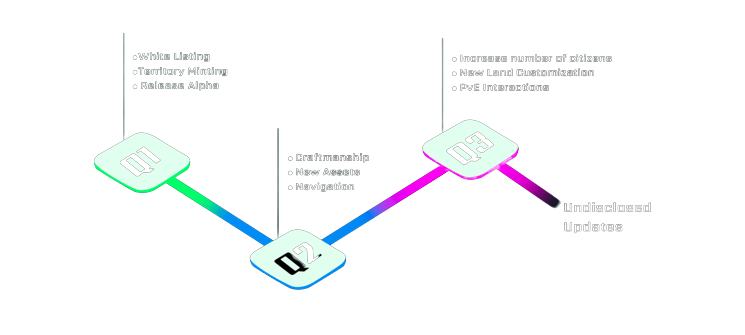 White Listing
Territory Minting
Release Alpha
Q1
Craftmanship
New Assets
Navigation
Q2
Increase number of citizens
New Land Customization
PvE Interactions
Q3
Undisclosed
Updates